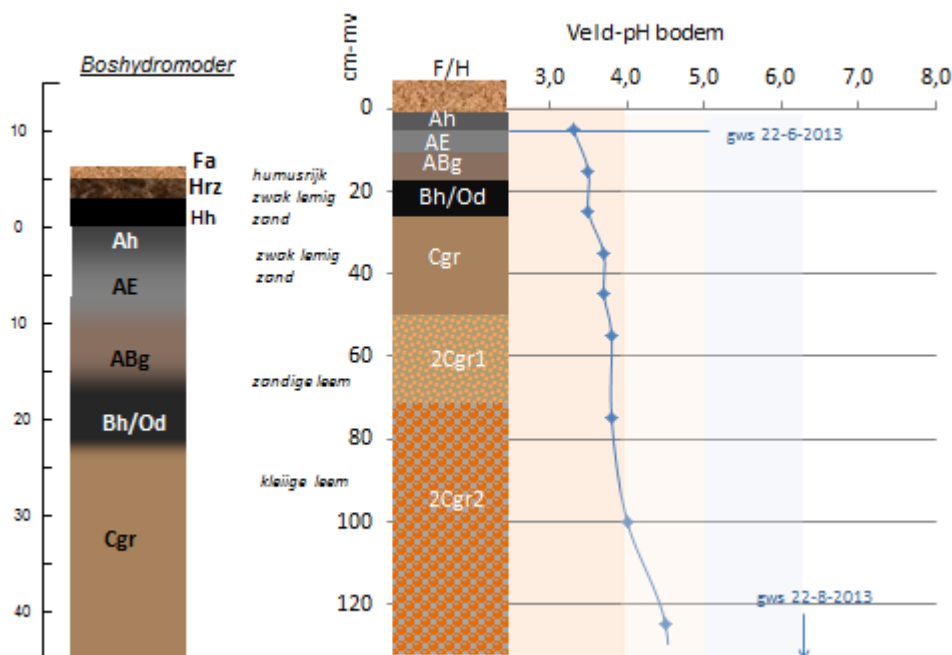 Boshydromoder
10
0
10
20
30
40
Fa
Hrz
Hh
Ah
AE
ABg
Bh/Od
Cgr
humusrijk
zwak lemig
zand
zwak lemig
zand
zandige leem
kleiige leem
Veld-pH bodem
cm-mv
F/H
3,0 4,0 5,0 6,0 7,0 8,0
0
20
40
60
80
100
120
Ah
AE
ABg
Bh/Od
Cgr
2Cgr1
2Cgr2
gws 22-6-2013
gws 22-8-2013